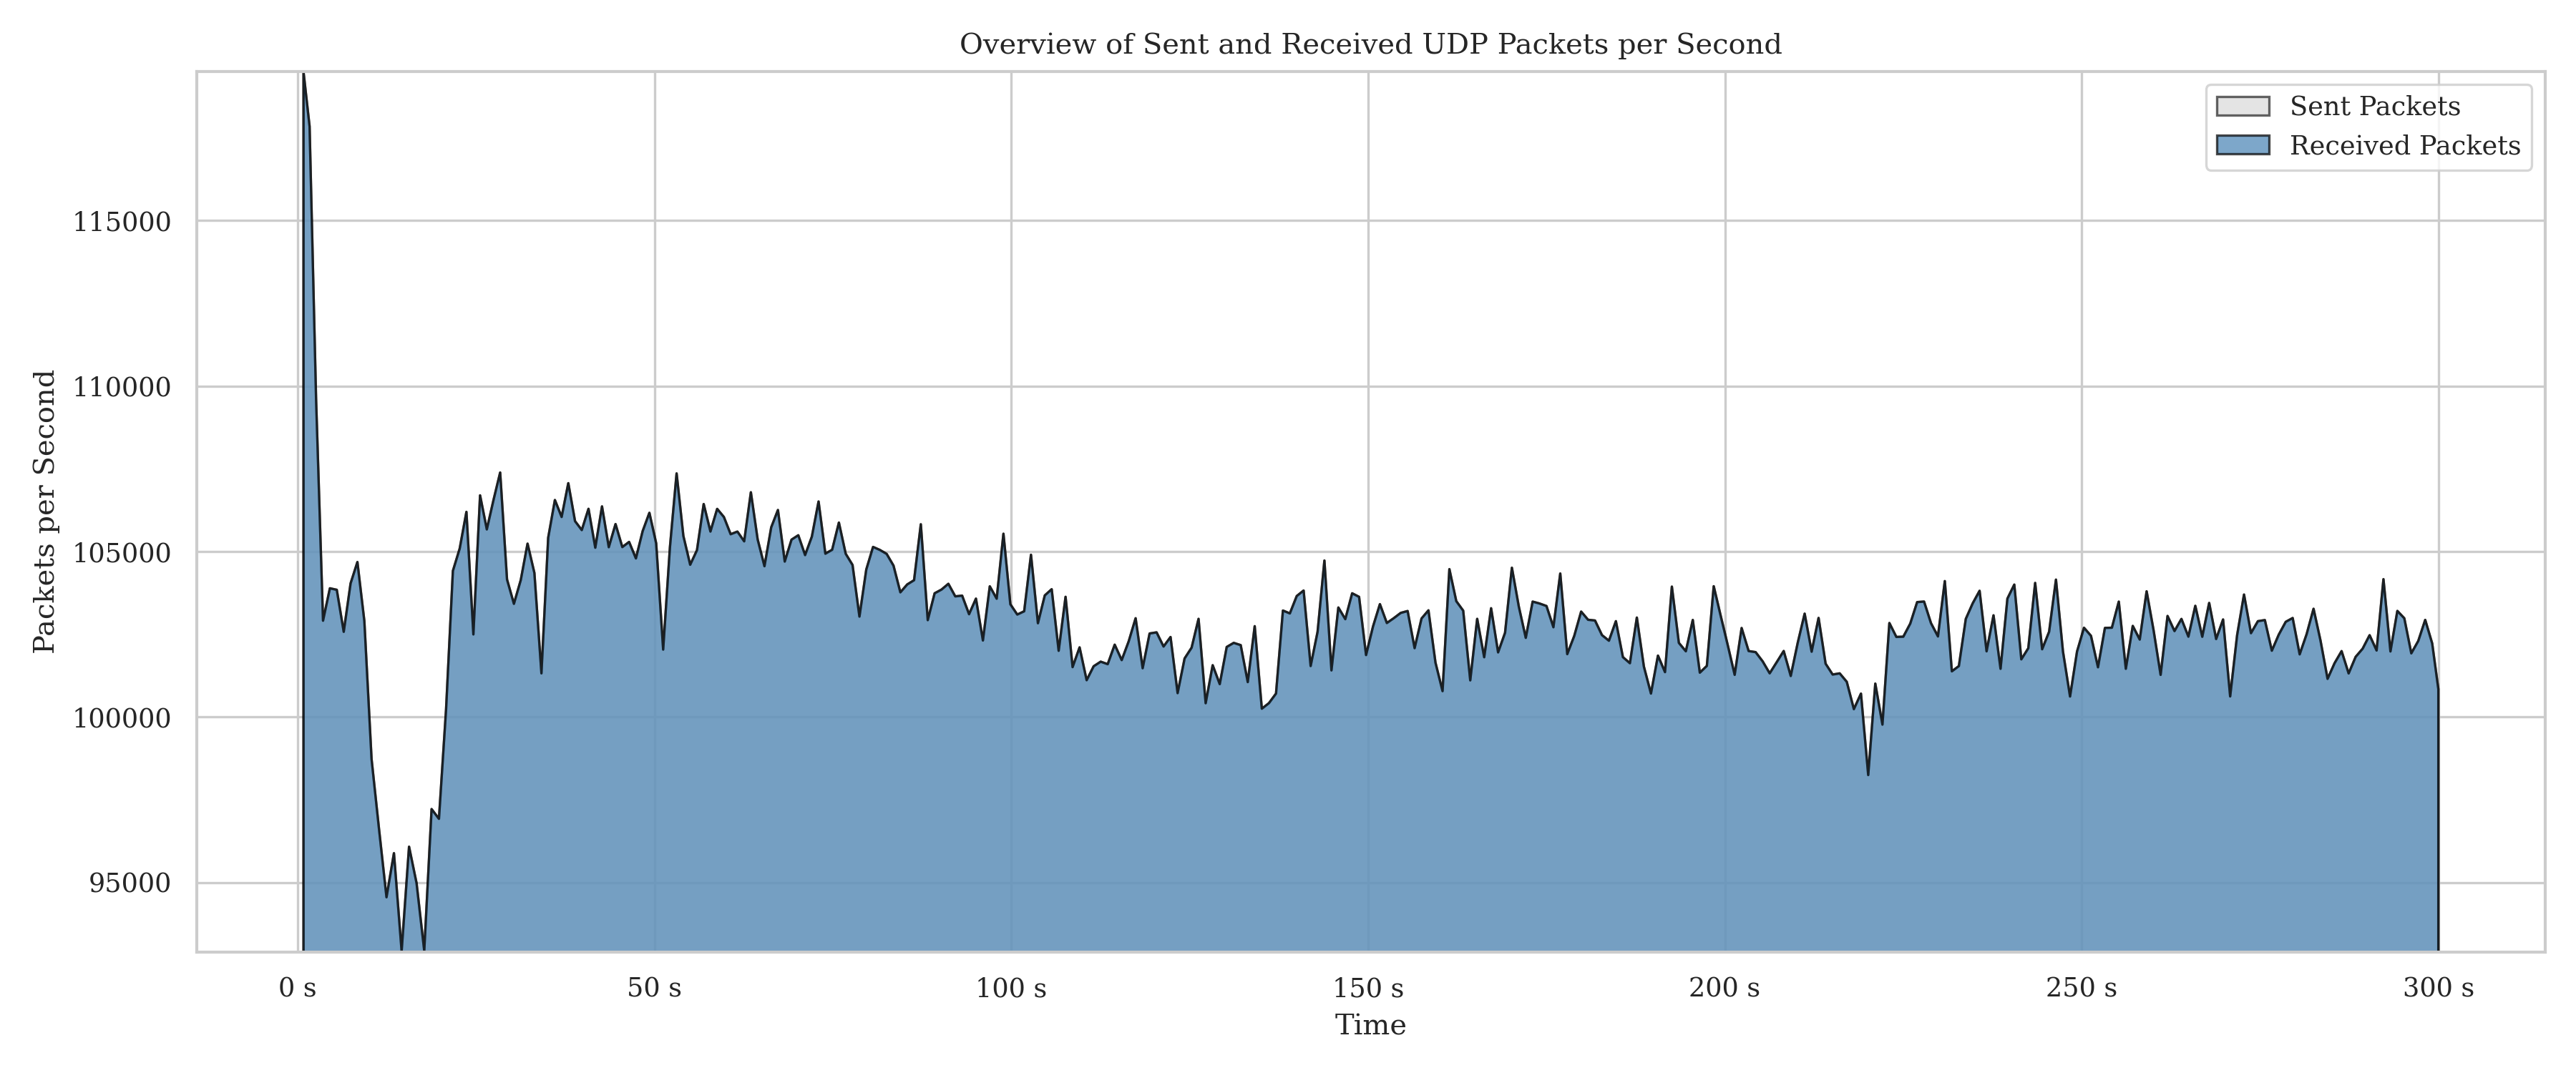 Overview of Sent and Received UDP Packets per Second
Sent Packets
Received Packets
Packets per Second
115000
110000
105000
100000
95000
0 s
50 s
100 s
150 s
200 s
250 s
300 s
Time